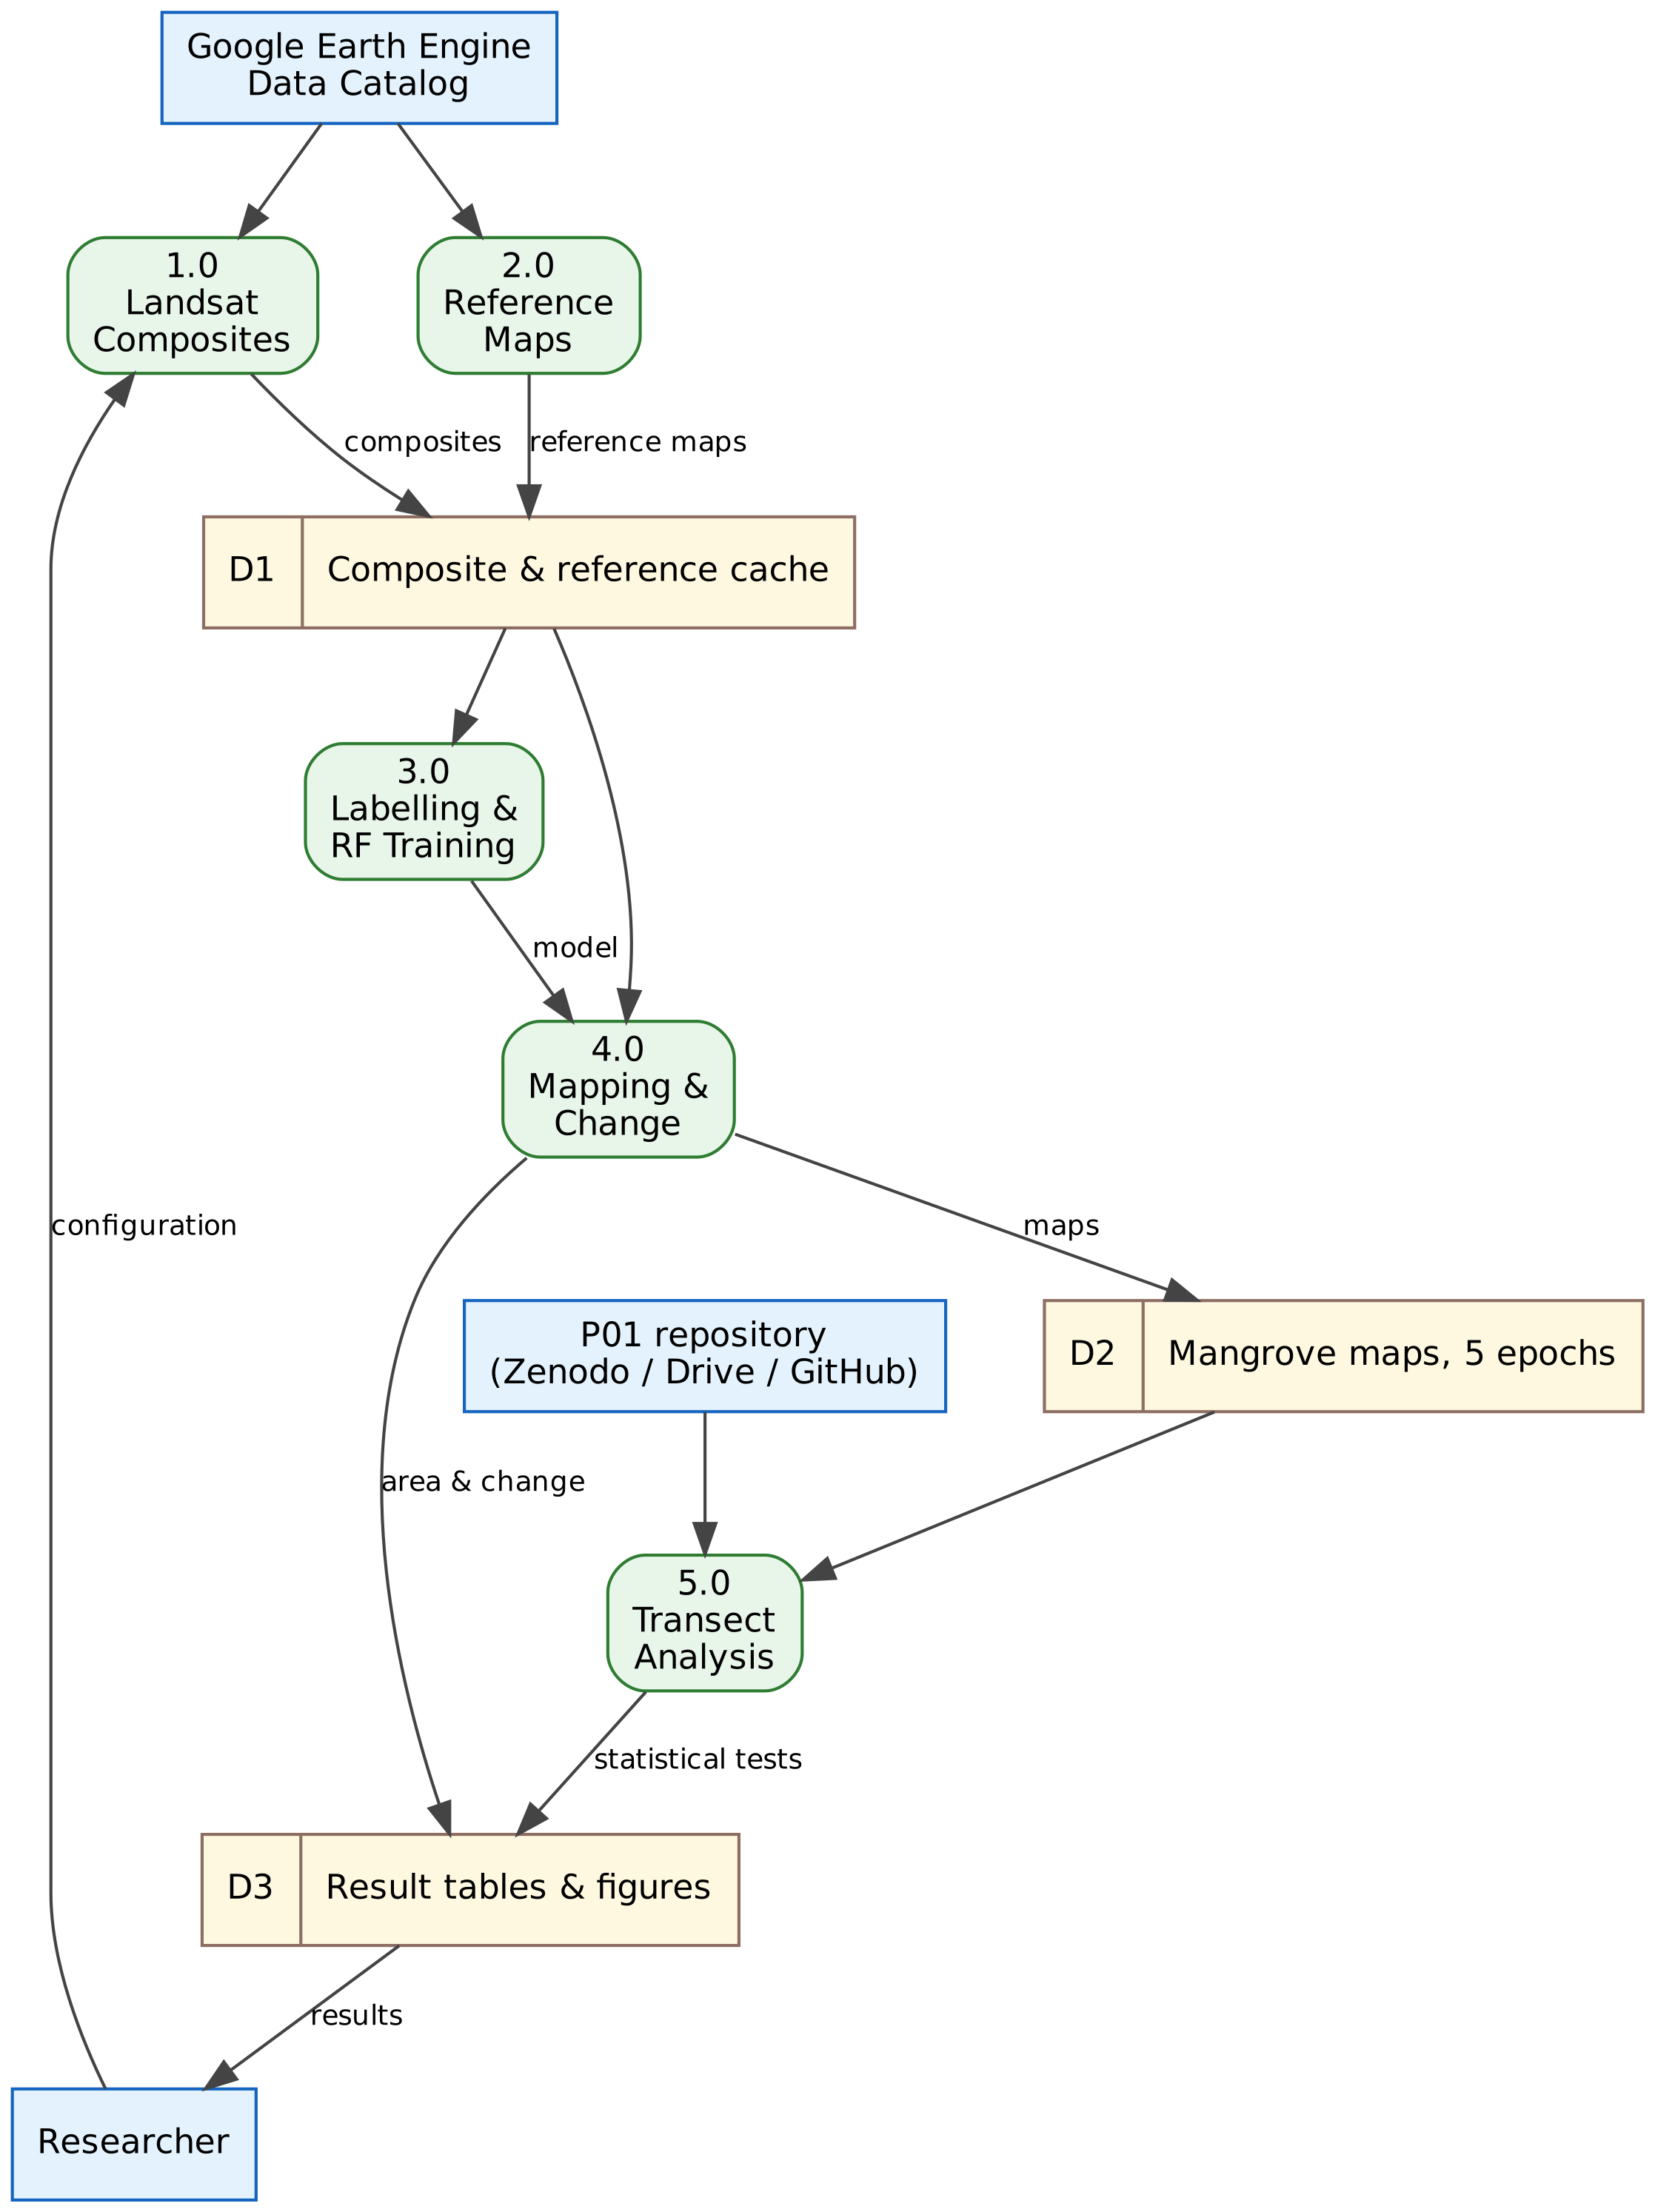 Google Earth Engine
Data Catalog
1.0
Landsat
Composites
2.0
Reference
Maps
composites
reference maps
D1
Composite & reference cache
3.0
Labelling &
RF Training
model
4.0
Mapping &
Change
configuration
maps
P01 repository
(Zenodo / Drive / GitHub)
D2
Mangrove maps, 5 epochs
area & change
5.0
Transect
Analysis
statistical tests
D3
Result tables & figures
results
Researcher